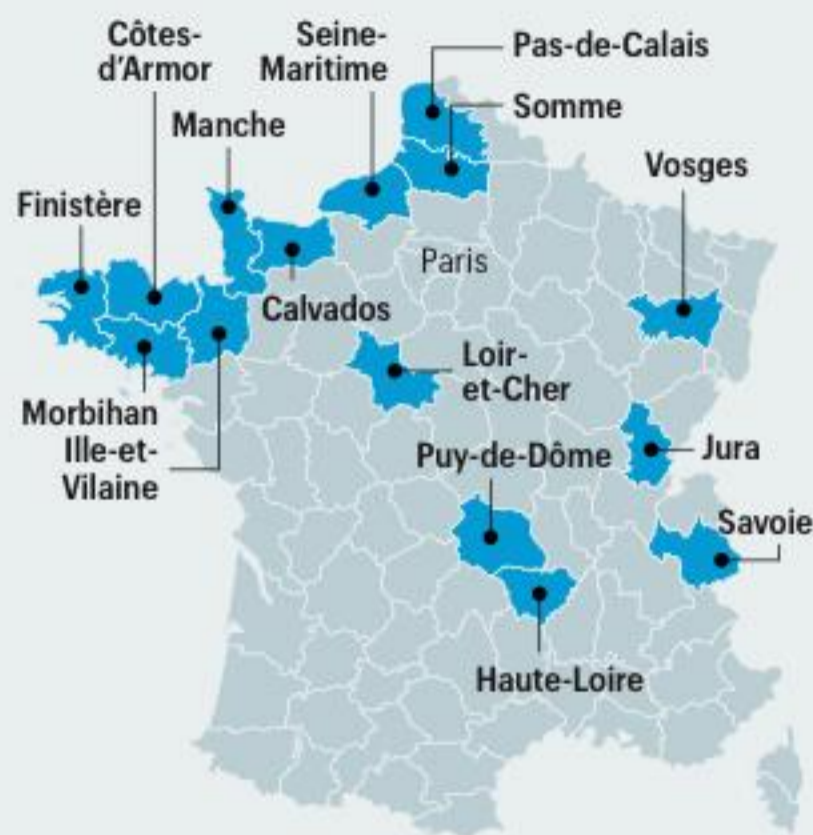 Côtes-
d'Armor
Seine-
Maritime
Pas-de-Calais
Somme
Manche
Vosges
Finistère
Paris
Calvados
Loir-
et-Cher
Morbihan
Ille-et-
Vilaine
Puy-de-Dôme
Jura
Savoie
Haute-Loire